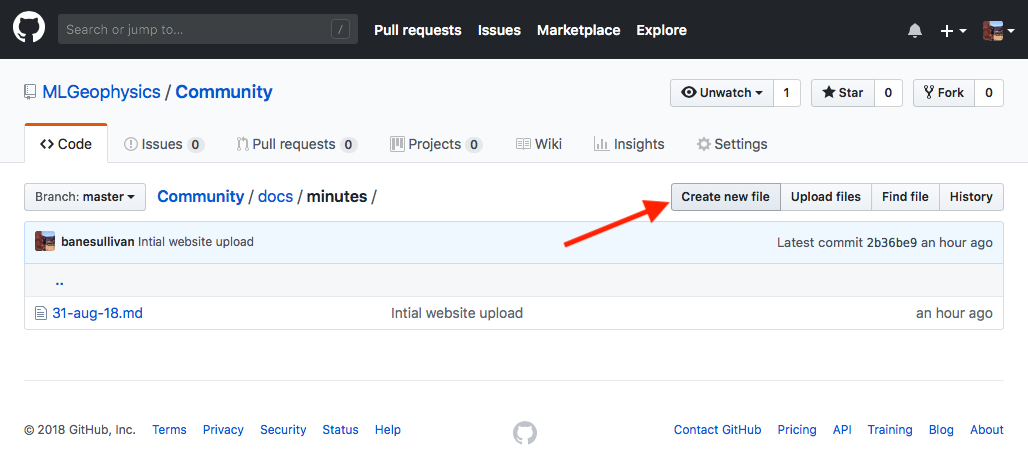 Search or jump to... / Pull requests Issues Marketplace Explore
MLGeophysics / Community Unwatch 1 Star 0 Fork 0
Code Issues 0 Pull requests 0 Projects 0 Wiki Insights Settings
Branch: master Community / docs / minutes / Create new file Upload files Find file History
banesullivan Intial website upload Latest commit 2b36be9 an hour ago
..
31-aug-18.md Intial website upload an hour ago
© 2018 GitHub, Inc. Terms Privacy Security Status Help Contact GitHub Pricing API Training Blog About